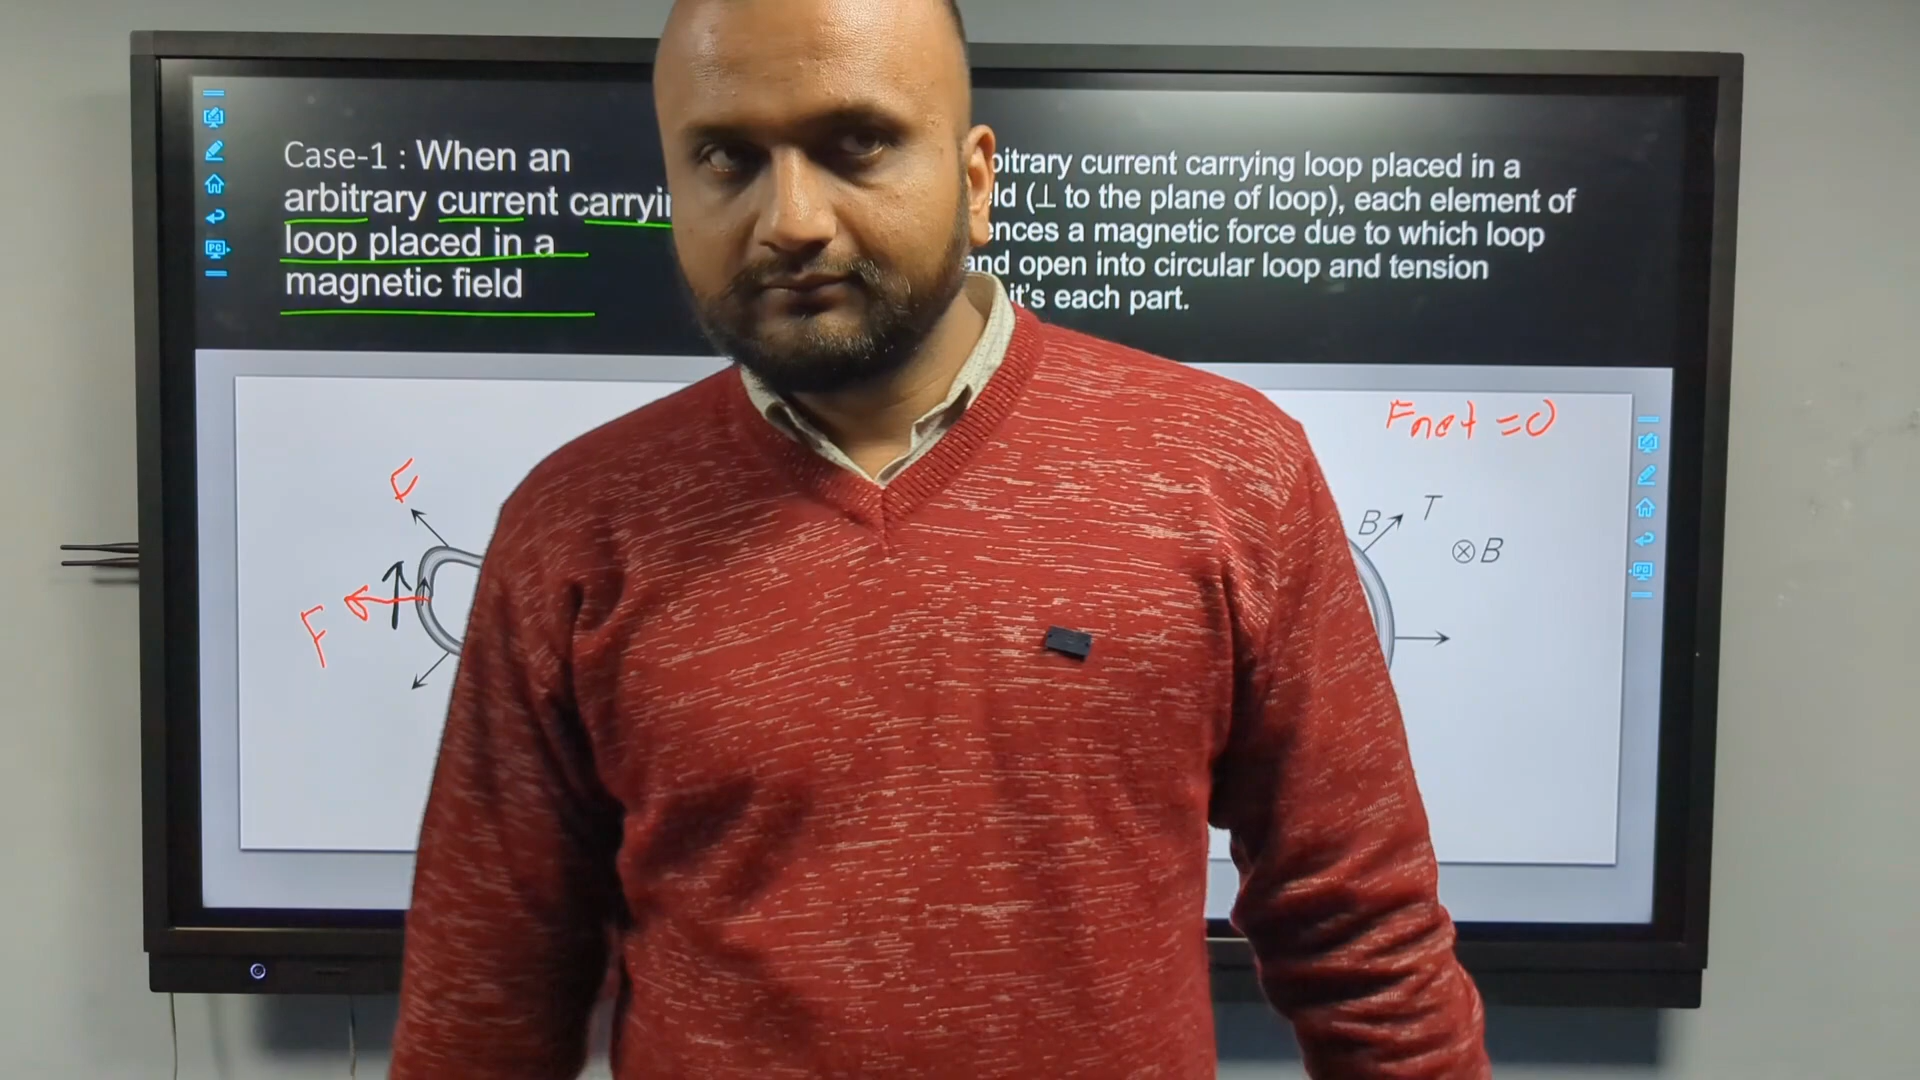 Case-1 : When an
arbitrary current carryin
loop placed in a
magnetic field
bitrary current carrying loop placed in a
ld (⊥ to the plane of loop), each element of
ences a magnetic force due to which loop
and open into circular loop and tension
it's each part.
Fnet = 0
F
F
B
T
⊗ B